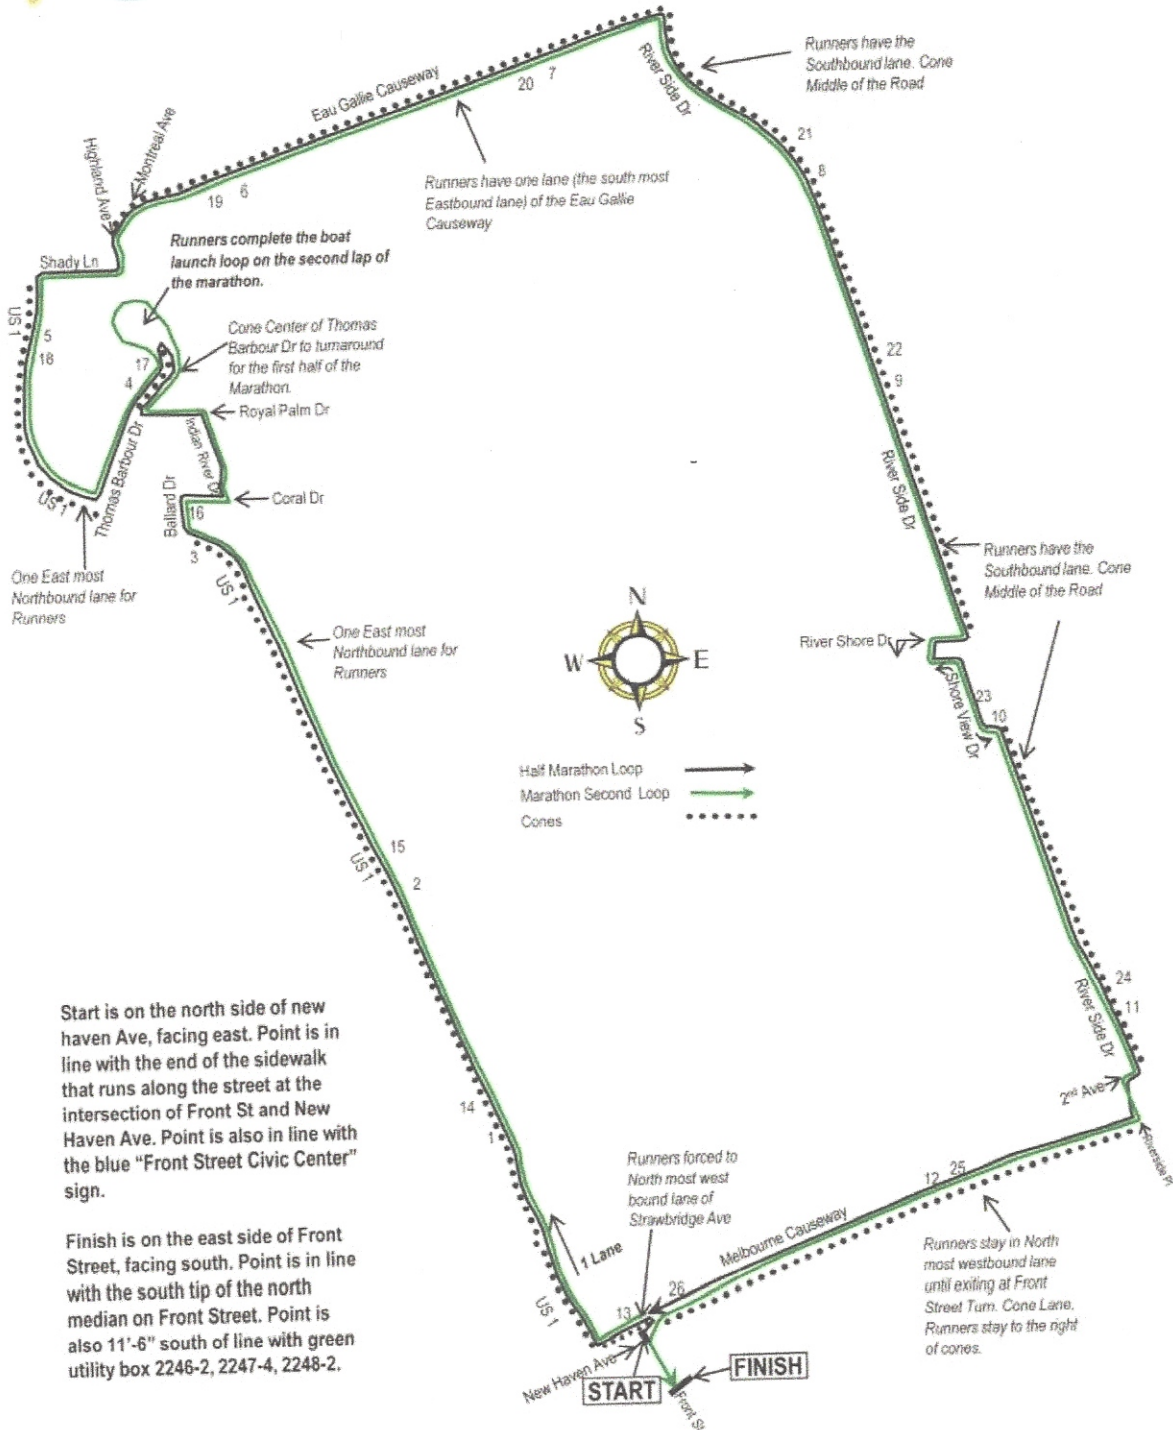 Runners have the
Southbound lane. Cone
Middle of the Road
River Side Dr
Eau Gallie Causeway
20
7
21
8
Montreal Ave
Highland Ave
19
6
Runners have one lane (the south most
Eastbound lane) of the Eau Gallie
Causeway
Runners complete the boat
launch loop on the second lap of
the marathon.
Shady Ln
US 1
5
18
Cone Center of Thomas
Barbour Dr to turnaround
for the first half of the
Marathon.
17
4
Royal Palm Dr
Indian River Dr
Thomas Barbour Dr
Ballard Dr
Coral Dr
16
3
US 1
US 1
One East most
Northbound lane for
Runners
22
9
River Side Dr
Runners have the
Southbound lane. Cone
Middle of the Road
One East most
Northbound lane for
Runners
N
W
E
S
River Shore Dr
Shore View Dr
23
10
Half Marathon Loop
Marathon Second Loop
Cones
15
US 1
2
24
11
River Side Dr
2nd Ave
Riverside Pl
Start is on the north side of new
haven Ave, facing east. Point is in
line with the end of the sidewalk
that runs along the street at the
intersection of Front St and New
Haven Ave. Point is also in line with
the blue “Front Street Civic Center”
sign.
14
1
Runners forced to
North most west
bound lane of
Strawbridge Ave
12
25
Melbourne Causeway
1 Lane
26
13
US 1
Runners stay in North
most westbound lane
until exiting at Front
Street Turn. Cone Lane.
Runners stay to the right
of cones.
Finish is on the east side of Front
Street, facing south. Point is in line
with the south tip of the north
median on Front Street. Point is
also 11’-6” south of line with green
utility box 2246-2, 2247-4, 2248-2.
New Haven Ave
START
FINISH
Front St